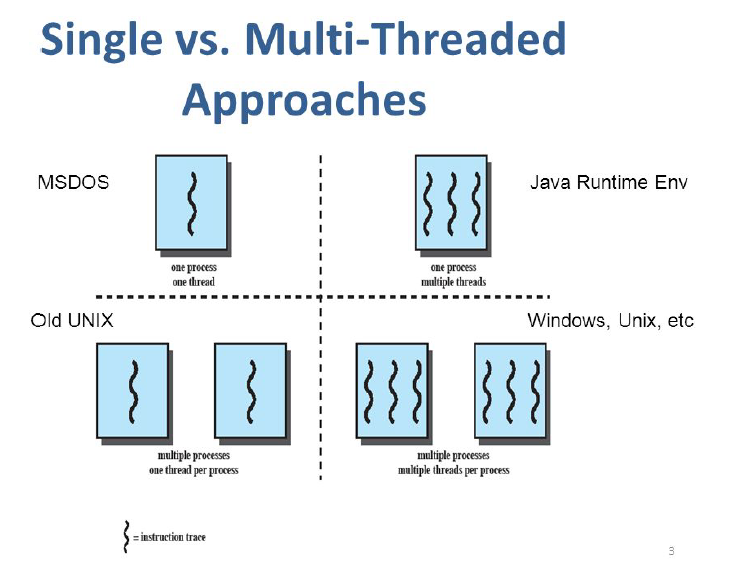 Single vs. Multi-Threaded
Approaches
MSDOS
Java Runtime Env
one process
one thread
one process
multiple threads
Old UNIX
Windows, Unix, etc
multiple processes
one thread per process
multiple processes
multiple threads per process
= instruction trace
3